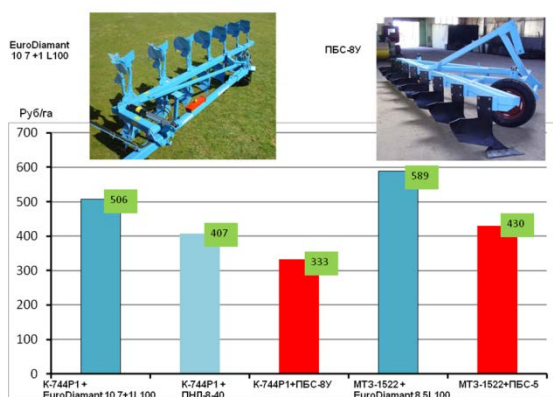 EuroDiamant
10 7 +1 L100
ПБС-8У
Руб/га
700
600
500
400
300
200
100
0
506
407
333
589
430
К-744Р1 +
EuroDiamant 10 7+1L100
К-744Р1 +
ПНЛ-8-40
К-744Р1+ПБС-8У
МТЗ-1522 +
EuroDiamant 8 5L100
МТЗ-1522+ПБС-5